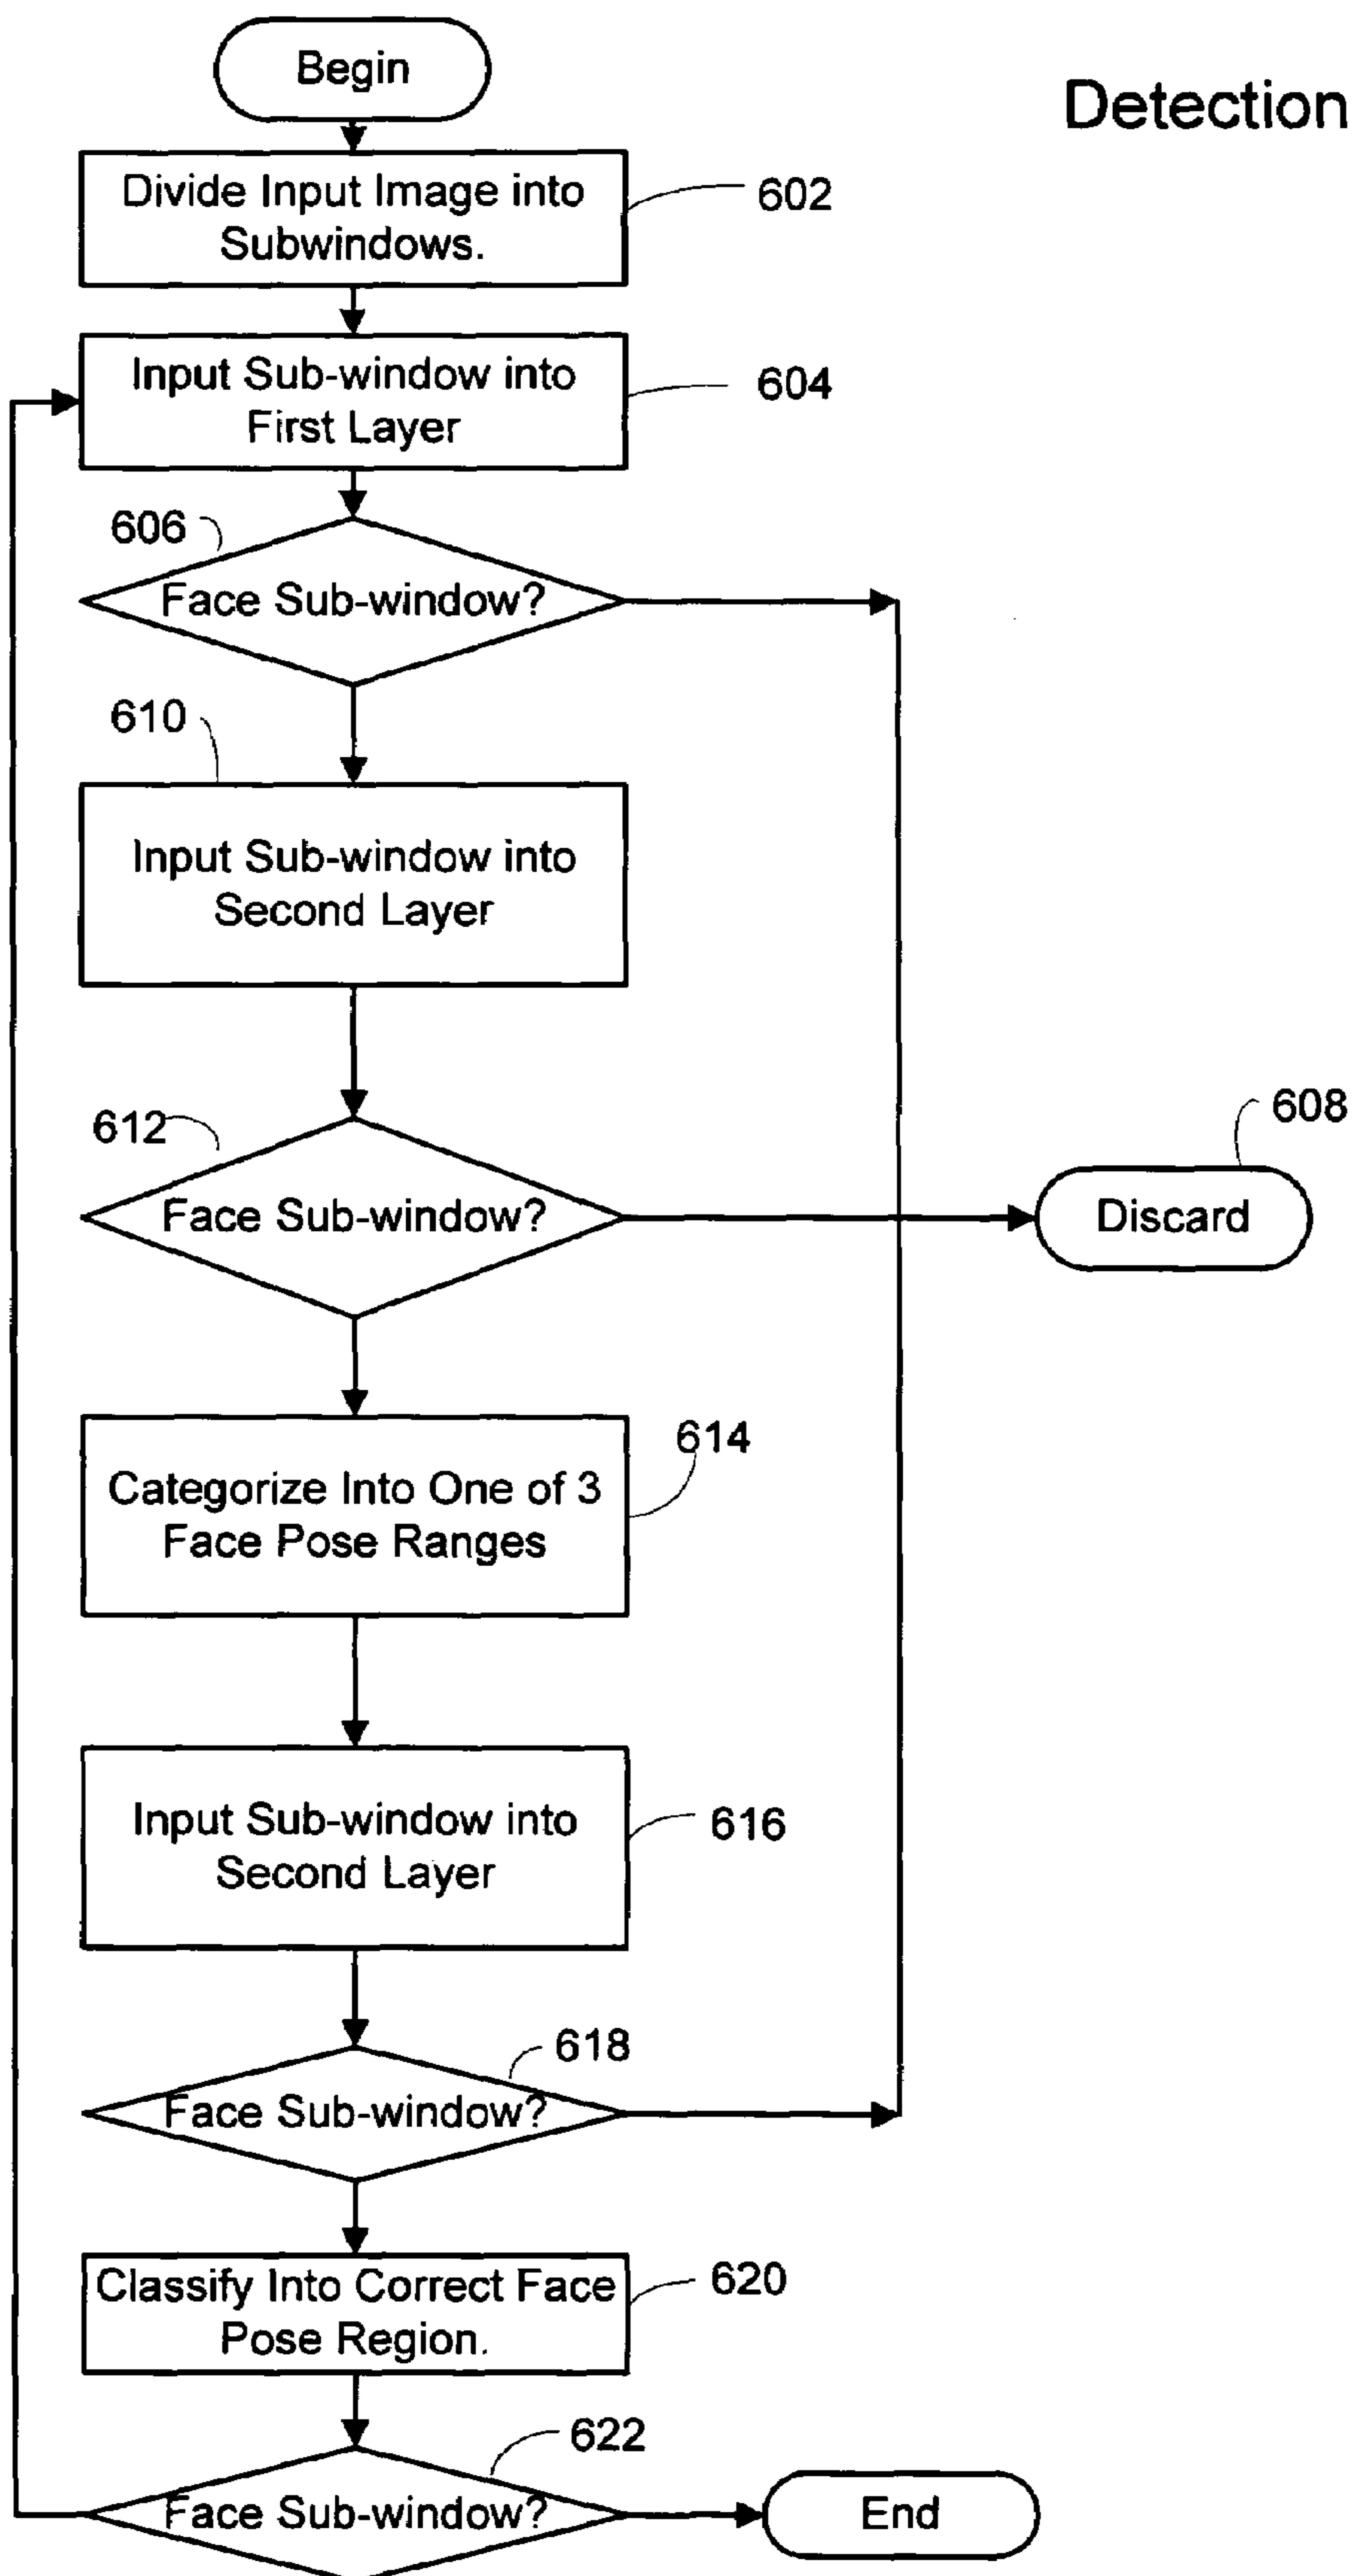 Begin
Detection
Divide Input Image into
Subwindows.
602
Input Sub-window into
First Layer
604
606
Face Sub-window?
610
Input Sub-window into
Second Layer
612
Face Sub-window?
608
Discard
614
Categorize Into One of 3
Face Pose Ranges
Input Sub-window into
Second Layer
616
618
Face Sub-window?
Classify Into Correct Face
Pose Region.
620
622
Face Sub-window?
End